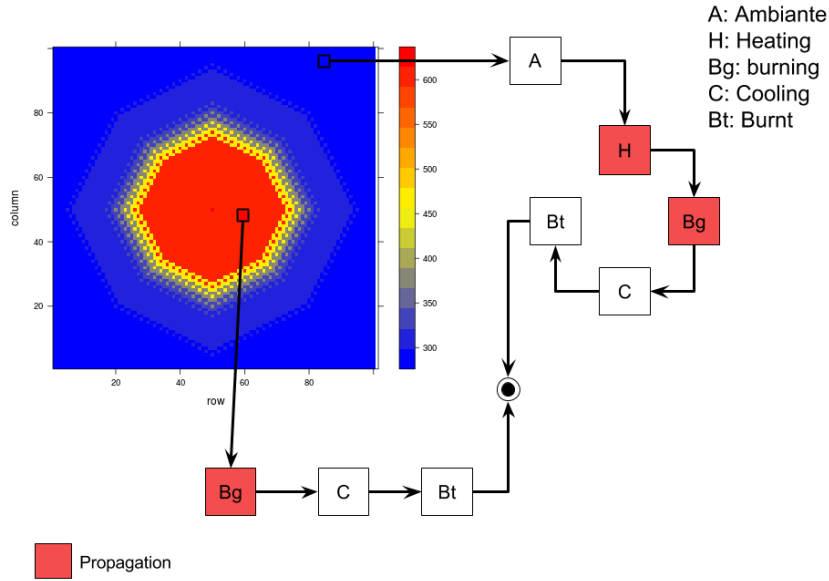 A: Ambiante
H: Heating
Bg: burning
C: Cooling
Bt: Burnt
A
H
Bg
C
Bt
column
80
60
40
20
20
40
60
80
row
600
550
500
450
400
350
300
Bg
C
Bt
Propagation